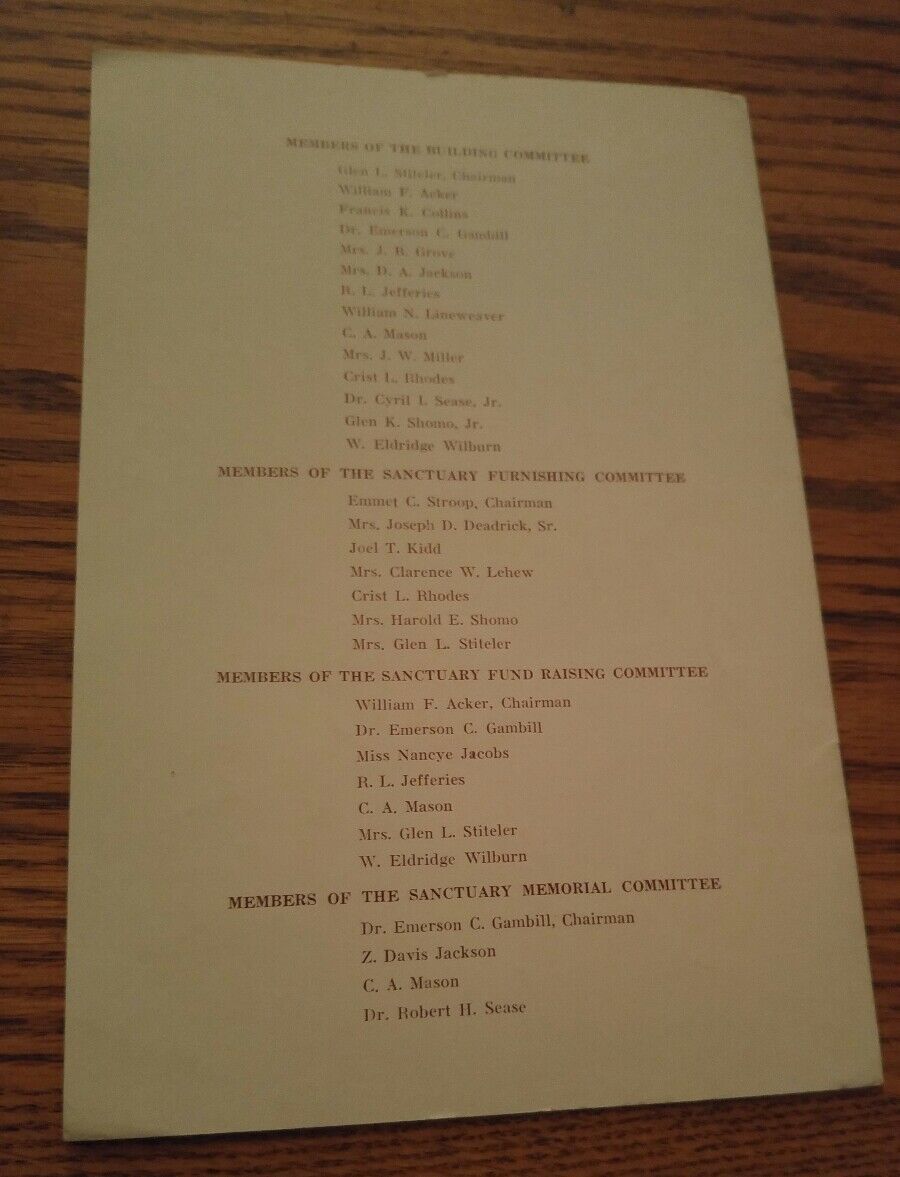 MEMBERS OF THE BUILDING COMMITTEE
Glen L. Stiteler, Chairman
William F. Acker
Francis K. Collins
Dr. Emerson C. Gambill
Mrs. J. B. Grove
Mrs. D. A. Jackson
R. L. Jefferies
William N. Lineweaver
C. A. Mason
Mrs. J. W. Miller
Crist L. Rhodes
Dr. Cyril I. Sease, Jr.
Glen K. Shomo, Jr.
W. Eldridge Wilburn
MEMBERS OF THE SANCTUARY FURNISHING COMMITTEE
Emmet C. Stroop, Chairman
Mrs. Joseph D. Deadrick, Sr.
Joel T. Kidd
Mrs. Clarence W. Lehew
Crist L. Rhodes
Mrs. Harold E. Shomo
Mrs. Glen L. Stiteler
MEMBERS OF THE SANCTUARY FUND RAISING COMMITTEE
William F. Acker, Chairman
Dr. Emerson C. Gambill
Miss Nancye Jacobs
R. L. Jefferies
C. A. Mason
Mrs. Glen L. Stiteler
W. Eldridge Wilburn
MEMBERS OF THE SANCTUARY MEMORIAL COMMITTEE
Dr. Emerson C. Gambill, Chairman
Z. Davis Jackson
C. A. Mason
Dr. Robert H. Sease